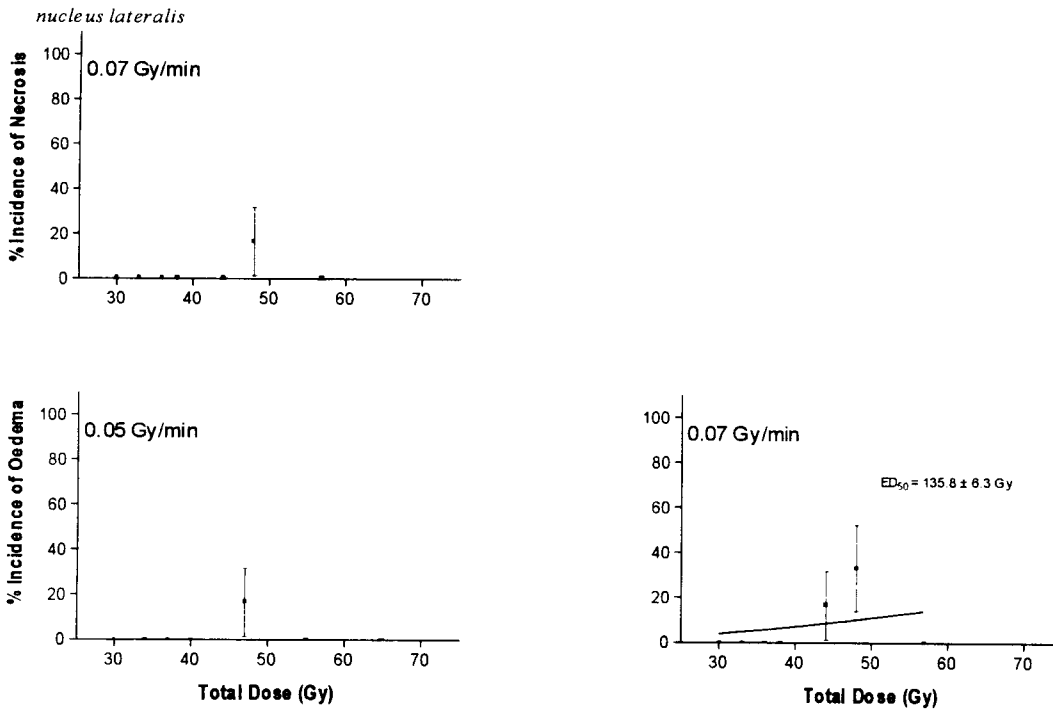 nucleus lateralis
% Incidence of Necrosis
100
80
60
40
20
0
0.07 Gy/min
30 40 50 60 70
% Incidence of Oedema
100
80
60
40
20
0
0.05 Gy/min
30 40 50 60 70
Total Dose (Gy)
100
80
60
40
20
0
0.07 Gy/min
ED50 = 135.8 ± 6.3 Gy
30 40 50 60 70
Total Dose (Gy)